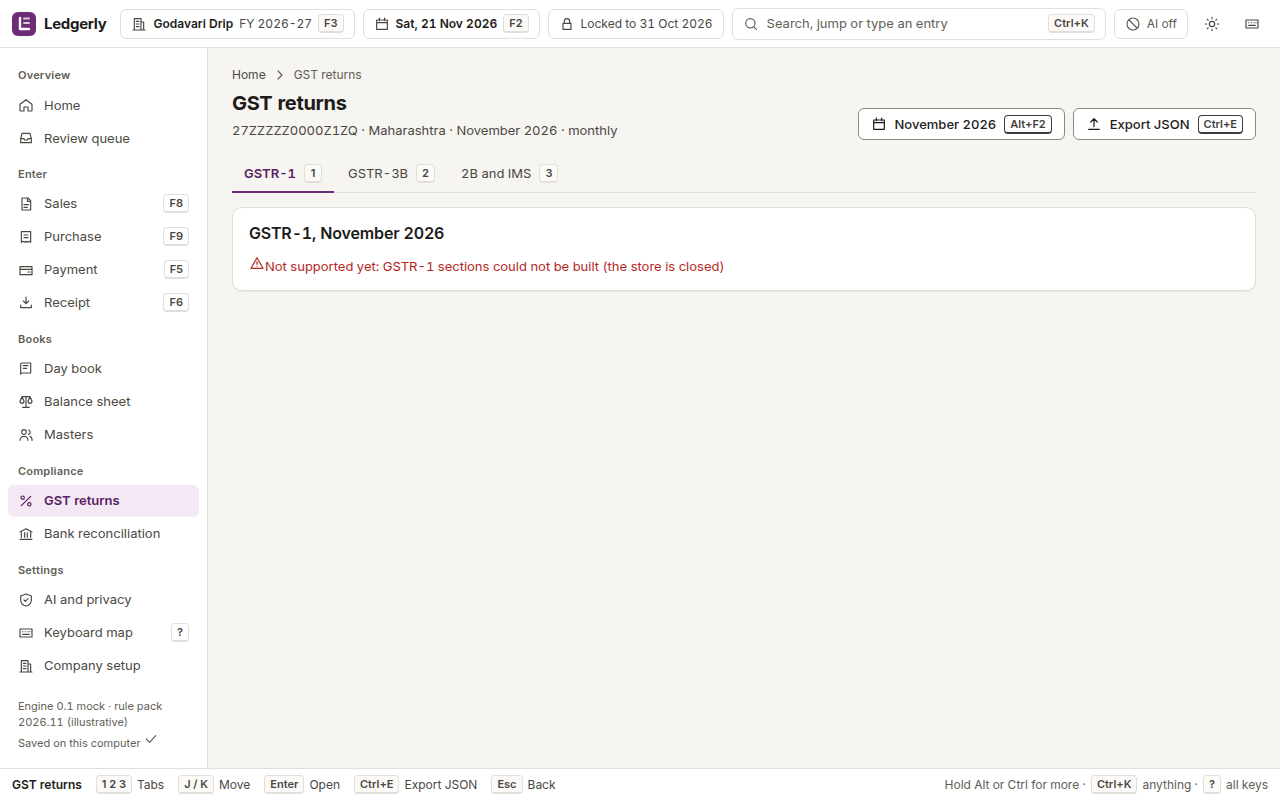 Ledgerly
Godavari Drip FY 2026-27 F3
Sat, 21 Nov 2026 F2
Locked to 31 Oct 2026
Search, jump or type an entry Ctrl+K
AI off
Overview
Home
Review queue
Enter
Sales F8
Purchase F9
Payment F5
Receipt F6
Books
Day book
Balance sheet
Masters
Compliance
GST returns
Bank reconciliation
Settings
AI and privacy
Keyboard map ?
Company setup
Engine 0.1 mock · rule pack
2026.11 (illustrative)
Saved on this computer
Home > GST returns
GST returns
27ZZZZZ0000Z1ZQ · Maharashtra · November 2026 · monthly
November 2026 Alt+F2
Export JSON Ctrl+E
GSTR-1 1
GSTR-3B 2
2B and IMS 3
GSTR-1, November 2026
Not supported yet: GSTR-1 sections could not be built (the store is closed)
GST returns 1 2 3 Tabs J / K Move Enter Open Ctrl+E Export JSON Esc Back
Hold Alt or Ctrl for more · Ctrl+K anything · ? all keys